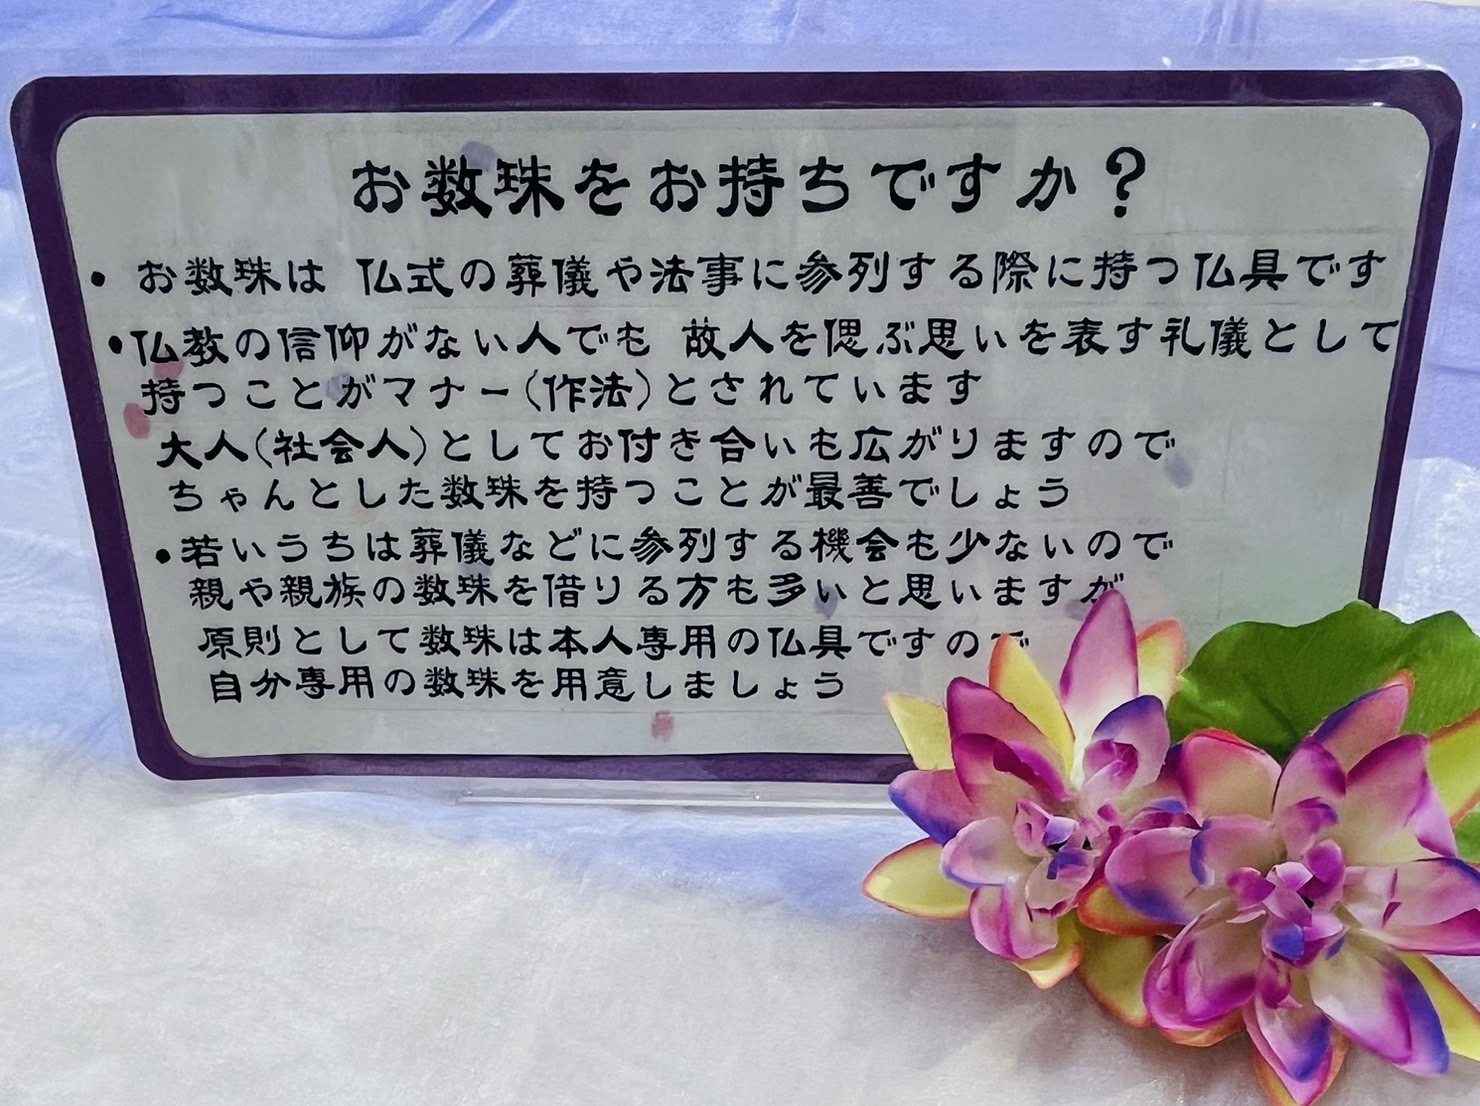 お数珠をお持ちですか?
・お数珠は 仏式の葬儀や法事に参列する際に持つ仏具です
・仏教の信仰がない人でも 故人を偲ぶ思いを表す礼儀として
持つことがマナー(作法)とされています
大人(社会人)としてお付き合いも広がりますので
ちゃんとした数珠を持つことが最善でしょう
・若いうちは葬儀などに参列する機会も少ないので
親や親族の数珠を借りる方も多いと思いますが
原則として数珠は本人専用の仏具ですので
自分専用の数珠を用意しましょう